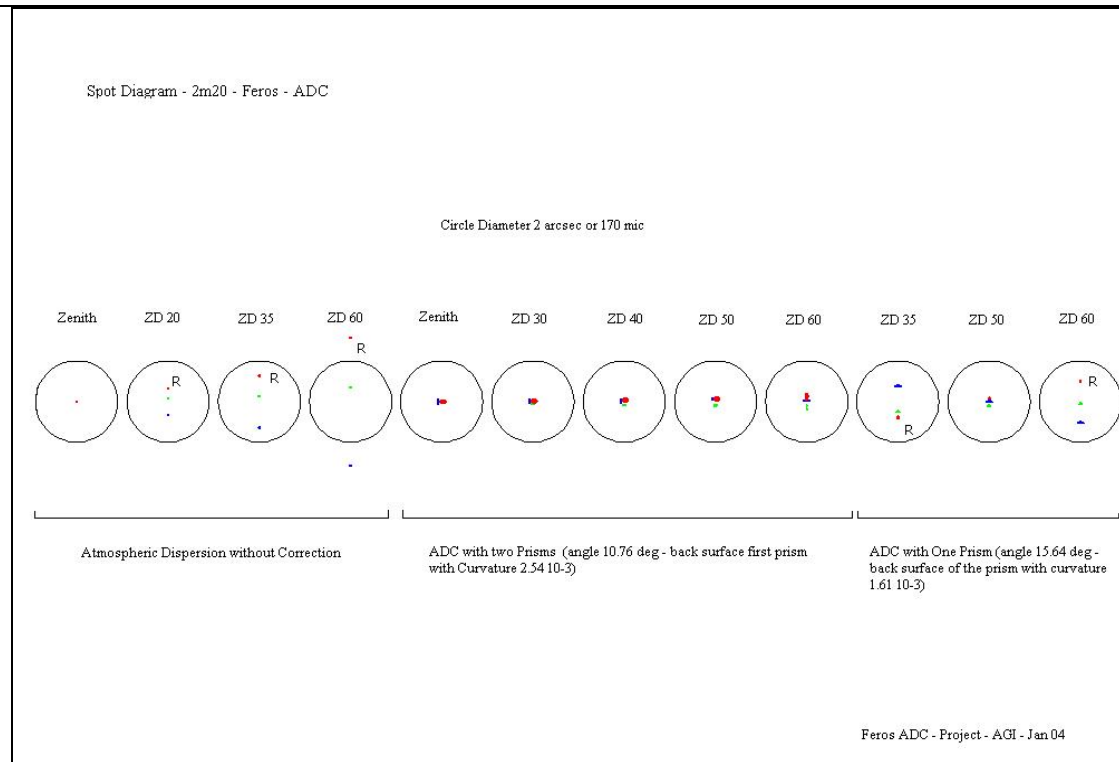 Spot Diagram - 2m20 - Feros - ADC
Circle Diameter 2 arcsec or 170 mic
Zenith ZD 20 ZD 35 ZD 60 Zenith ZD 30 ZD 40 ZD 50 ZD 60 ZD 35 ZD 50 ZD 60
R R R R R
Atmospheric Dispersion without Correction
ADC with two Prisms (angle 10.76 deg - back surface first prism
with Curvature 2.54 10-3)
ADC with One Prism (angle 15.64 deg -
back surface of the prism with curvature
1.61 10-3)
Feros ADC - Project - AGI - Jan 04